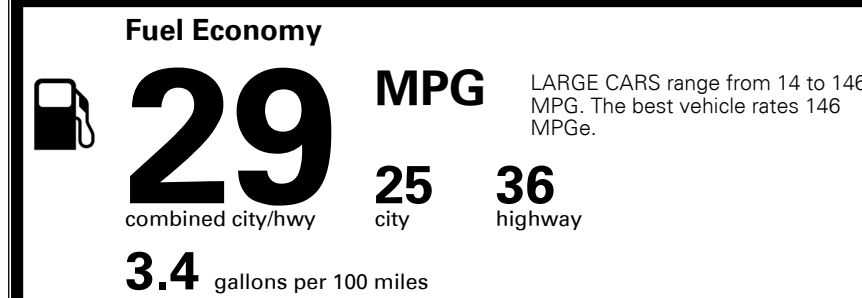 Fuel Economy
29
MPG
LARGE CARS range from 14 to 146
MPG. The best vehicle rates 146
MPGe.
combined city/hwy
25
city
36
highway
3.4 gallons per 100 miles